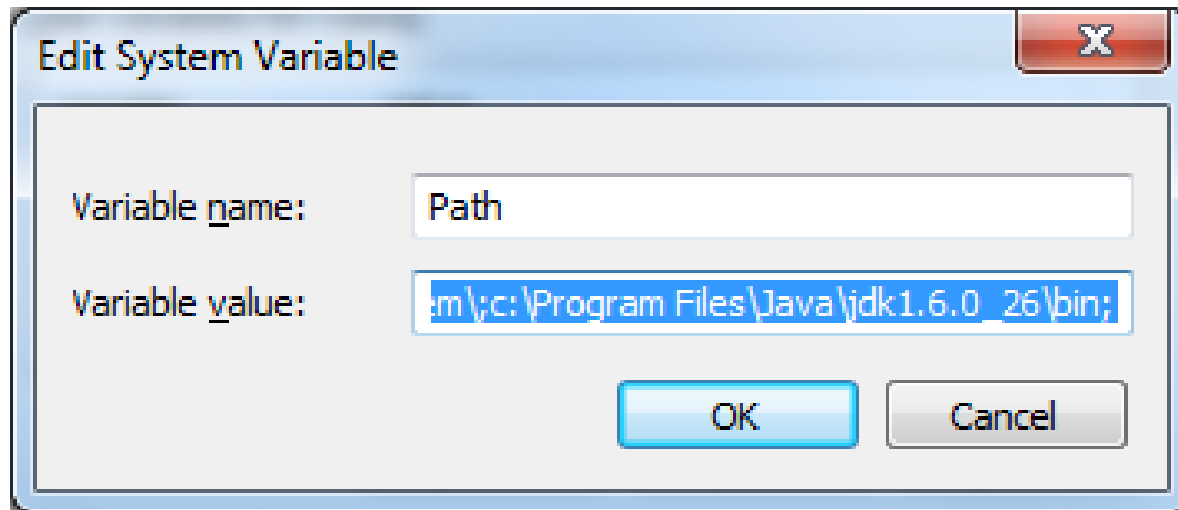 Edit System Variable
Variable name: Path
Variable value: em\;c:\Program Files\Java\jdk1.6.0_26\bin;
OK Cancel